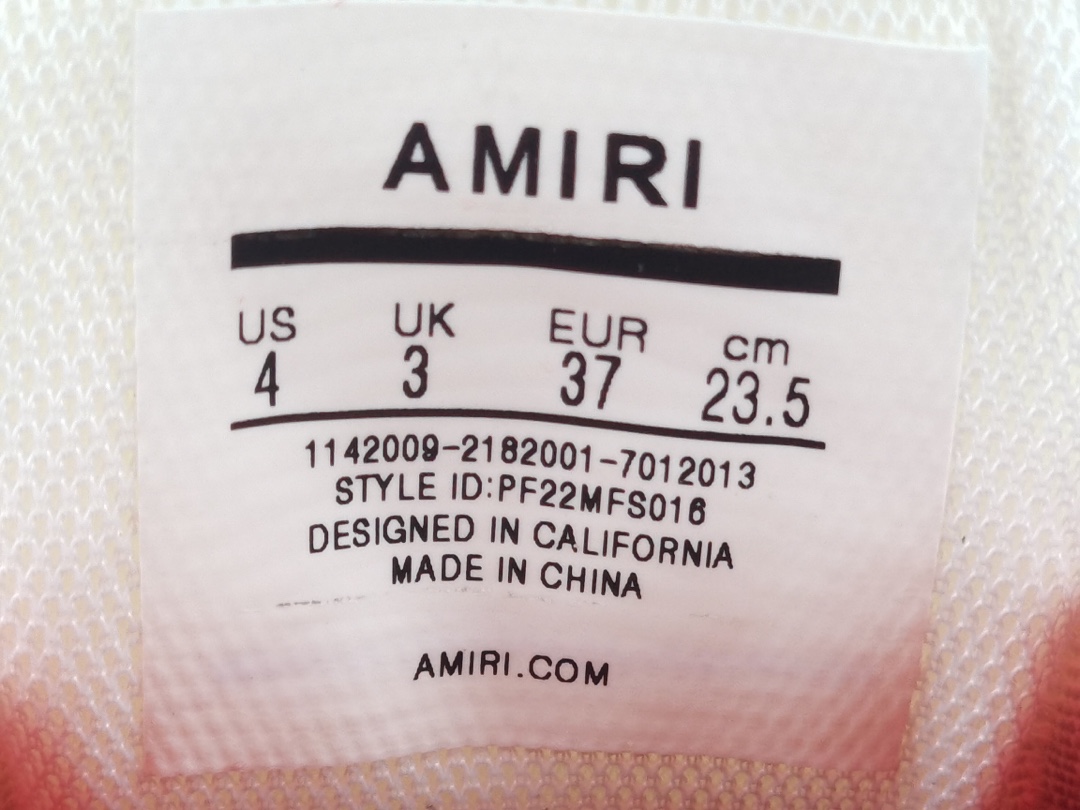 AMIRI
US UK EUR cm
4 3 37 23.5
1142009-2182001-7012013
STYLE ID:PF22MFS016
DESIGNED IN CALIFORNIA
MADE IN CHINA
AMIRI.COM